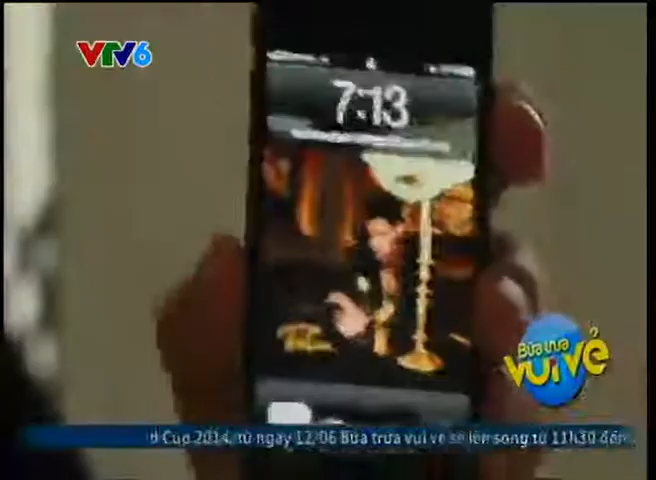 VTV6
7:13
Bữa trưa
VUI VẺ
d Cup 2014, từ ngày 12/06 Bữa trưa vui vẻ sẽ lên sóng từ 11h30 đến